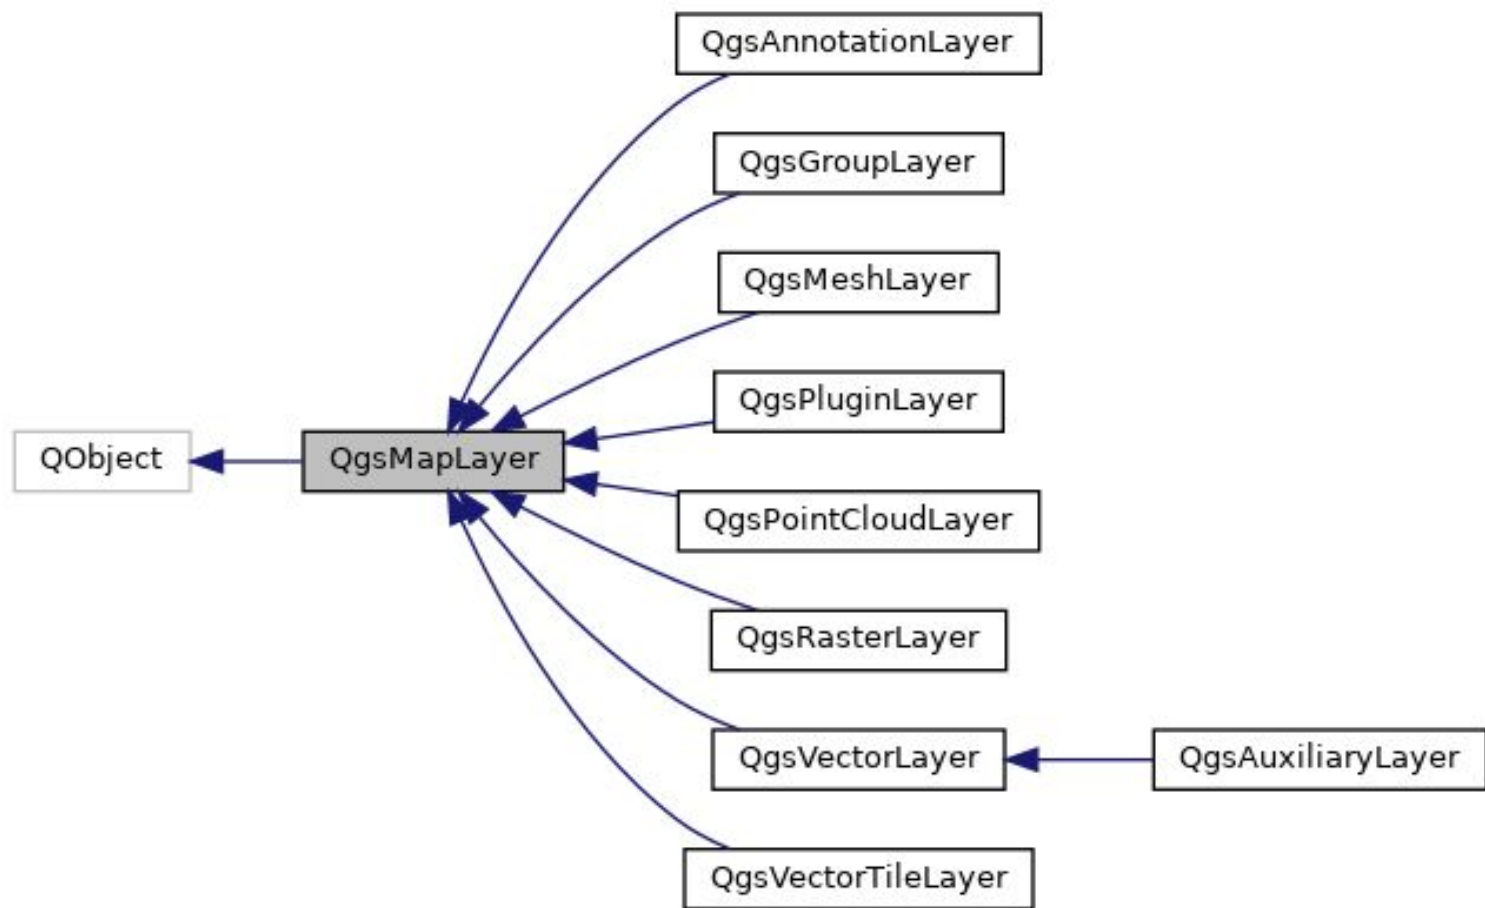 QgsAnnotationLayer
QgsGroupLayer
QgsMeshLayer
QgsPluginLayer
QObject
QgsMapLayer
QgsPointCloudLayer
QgsRasterLayer
QgsVectorLayer
QgsAuxiliaryLayer
QgsVectorTileLayer